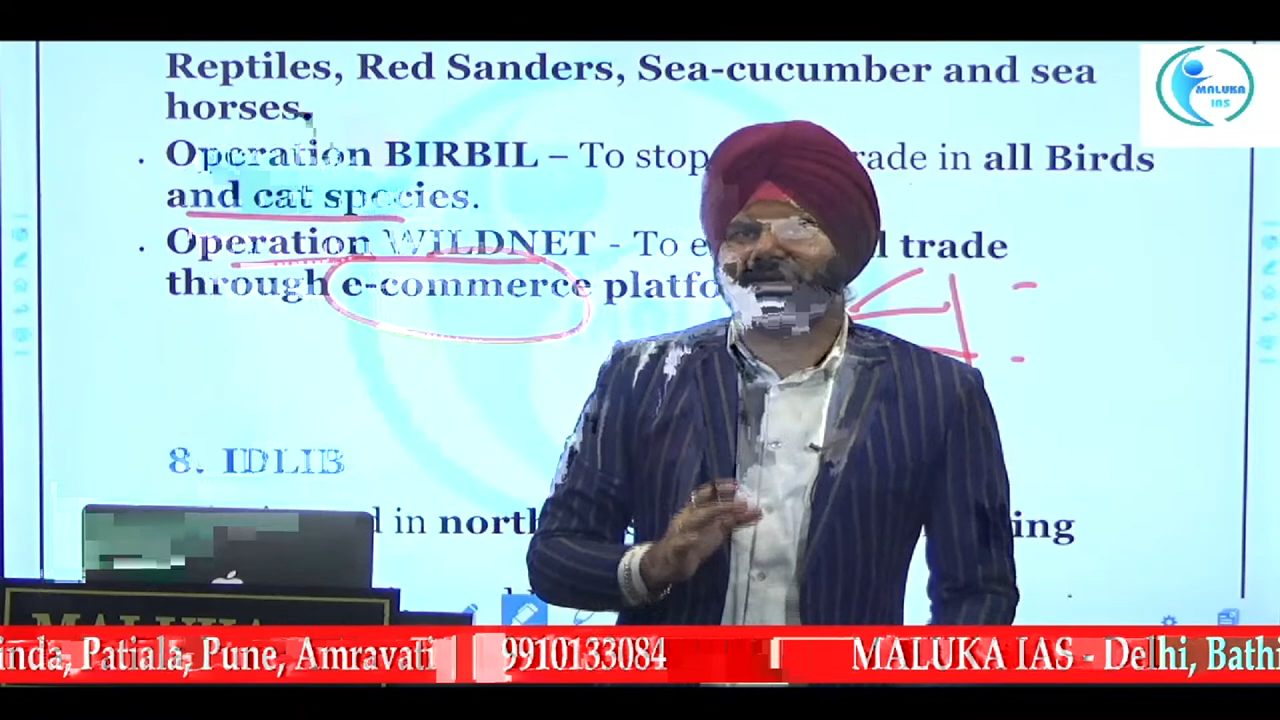 Reptiles, Red Sanders, Sea-cucumber and sea
horses.
MALUKA
IAS
. Operation BIRBIL – To stop rade in all Birds
and cat species.
. Operation WILDNET - To e l trade
through e-commerce platfo
8. IDLIB
d in north ing
MALUKA
inda, Patiala, Pune, Amravati | 9910133084 | MALUKA IAS - Delhi, Bathi